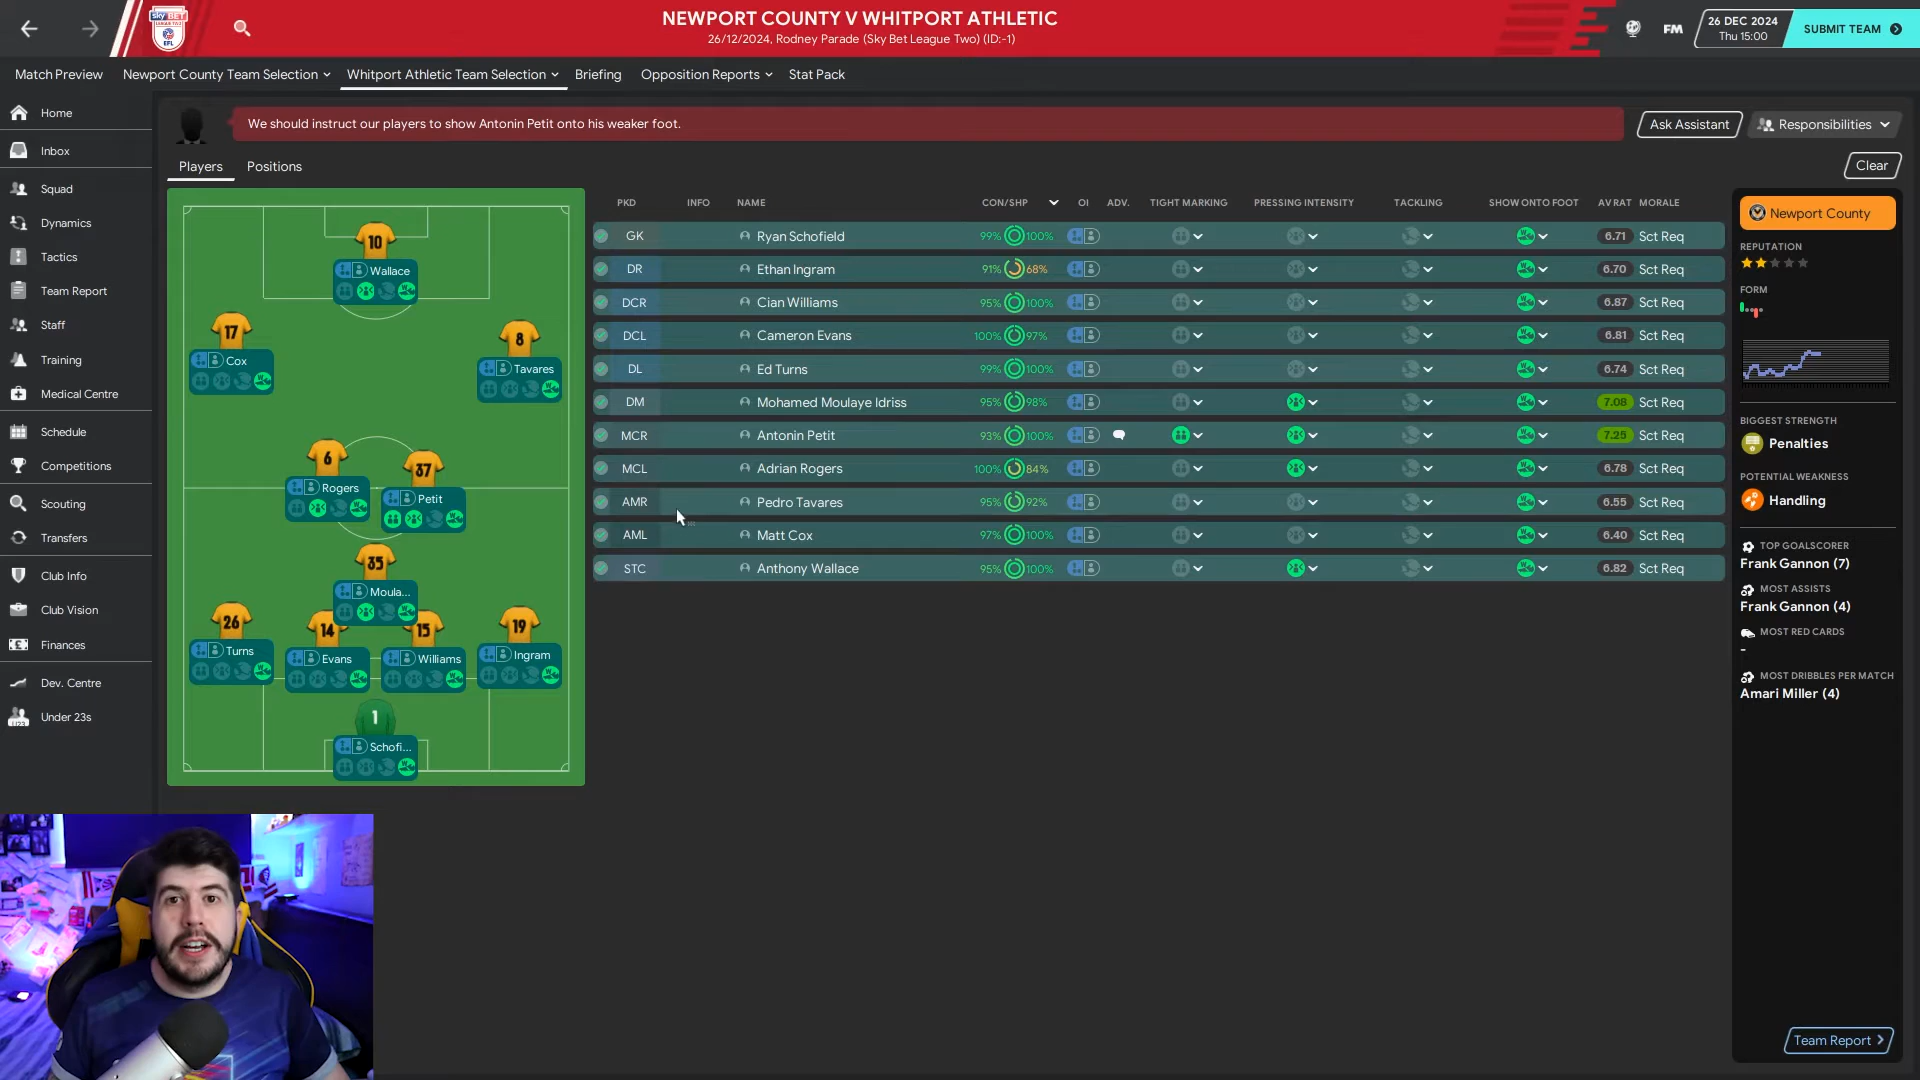 sky BET
LEAGUE TWO
EFL
NEWPORT COUNTY V WHITPORT ATHLETIC
26/12/2024, Rodney Parade (Sky Bet League Two) (ID:-1)
FM
26 DEC 2024
Thu 15:00
SUBMIT TEAM
Match Preview
Newport County Team Selection
Whitport Athletic Team Selection
Briefing
Opposition Reports
Stat Pack
Home
Inbox
Squad
Dynamics
Tactics
Team Report
Staff
Training
Medical Centre
Schedule
Competitions
Scouting
Transfers
Club Info
Club Vision
Finances
Dev. Centre
Under 23s
We should instruct our players to show Antonin Petit onto his weaker foot.
Ask Assistant
Responsibilities
Players
Positions
Clear
10
Wallace
17
Cox
8
Tavares
6
Rogers
37
Petit
35
Moula...
26
Turns
14
Evans
15
Williams
19
Ingram
1
Schofi...
PKD INFO NAME CON/SHP OI ADV. TIGHT MARKING PRESSING INTENSITY TACKLING SHOW ONTO FOOT AV RAT MORALE
GK Ryan Schofield 99% 100% 6.71 Sct Req
DR Ethan Ingram 91% 68% 6.70 Sct Req
DCR Cian Williams 95% 100% 6.87 Sct Req
DCL Cameron Evans 100% 97% 6.81 Sct Req
DL Ed Turns 99% 100% 6.74 Sct Req
DM Mohamed Moulaye Idriss 95% 98% 7.08 Sct Req
MCR Antonin Petit 93% 100% 7.25 Sct Req
MCL Adrian Rogers 100% 84% 6.78 Sct Req
AMR Pedro Tavares 95% 92% 6.55 Sct Req
AML Matt Cox 97% 100% 6.40 Sct Req
STC Anthony Wallace 95% 100% 6.82 Sct Req
Newport County
REPUTATION
FORM
BIGGEST STRENGTH
Penalties
POTENTIAL WEAKNESS
Handling
TOP GOALSCORER
Frank Gannon (7)
MOST ASSISTS
Frank Gannon (4)
MOST RED CARDS
-
MOST DRIBBLES PER MATCH
Amari Miller (4)
Team Report